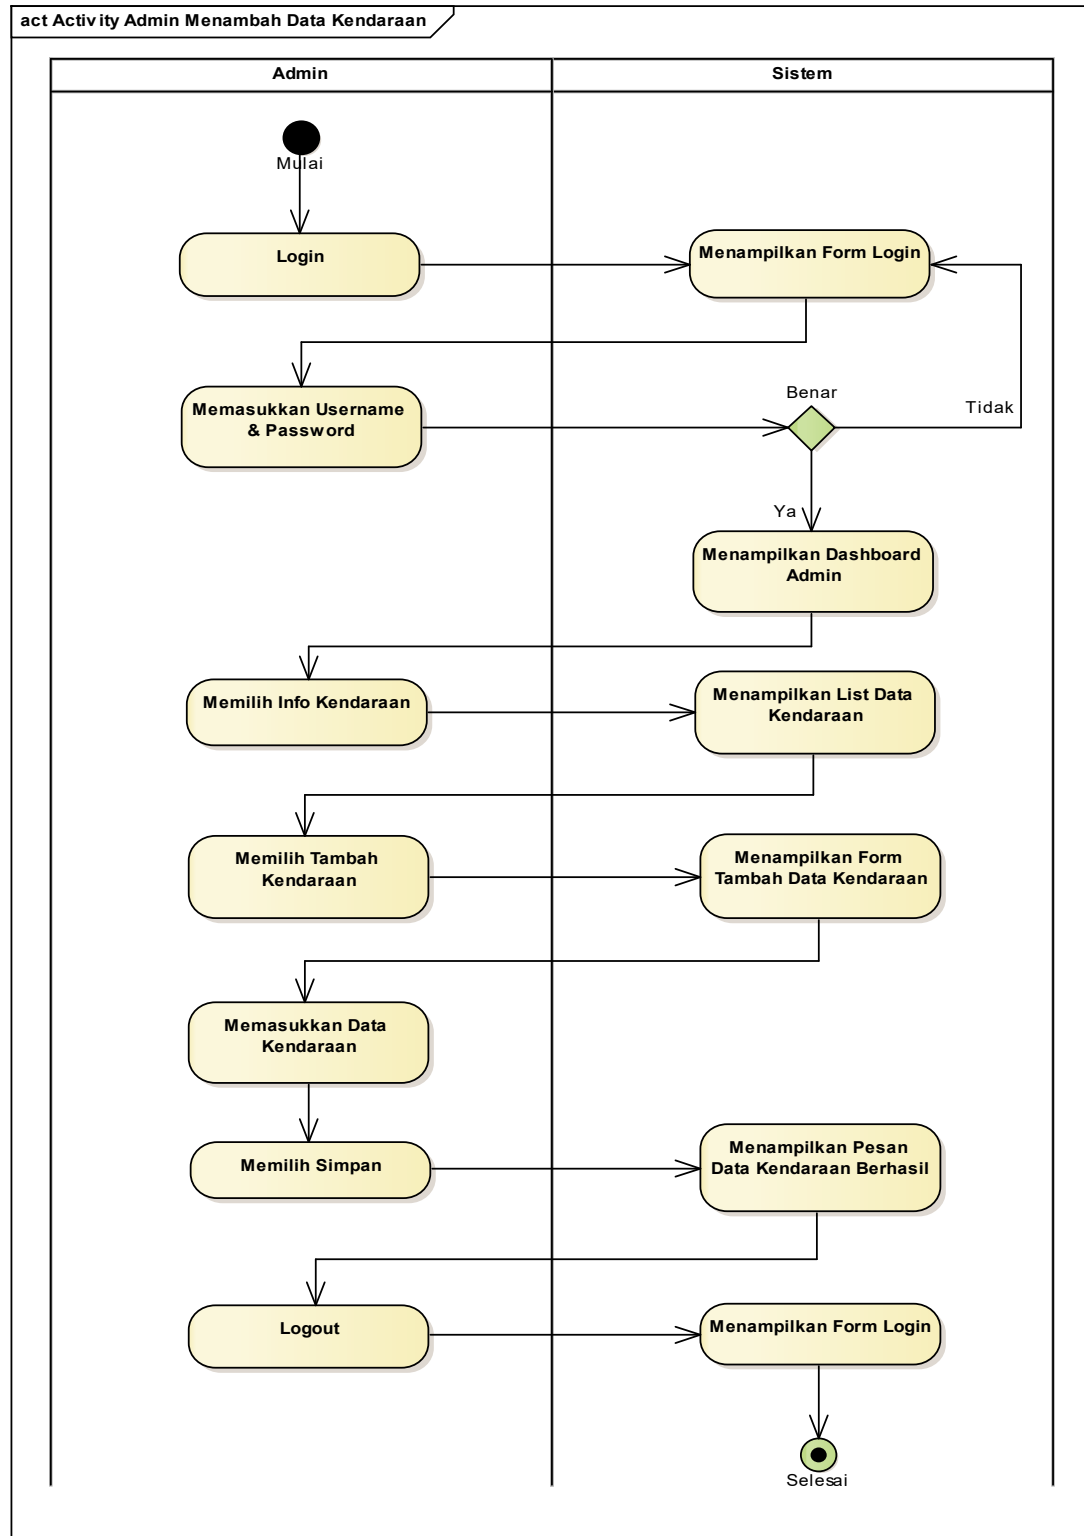 act Activity Admin Menambah Data Kendaraan
Admin
Sistem
Mulai
Login
Menampilkan Form Login
Memasukkan Username
& Password
Benar
Tidak
Ya
Menampilkan Dashboard
Admin
Memilih Info Kendaraan
Menampilkan List Data
Kendaraan
Memilih Tambah
Kendaraan
Menampilkan Form
Tambah Data Kendaraan
Memasukkan Data
Kendaraan
Memilih Simpan
Menampilkan Pesan
Data Kendaraan Berhasil
Logout
Menampilkan Form Login
Selesai